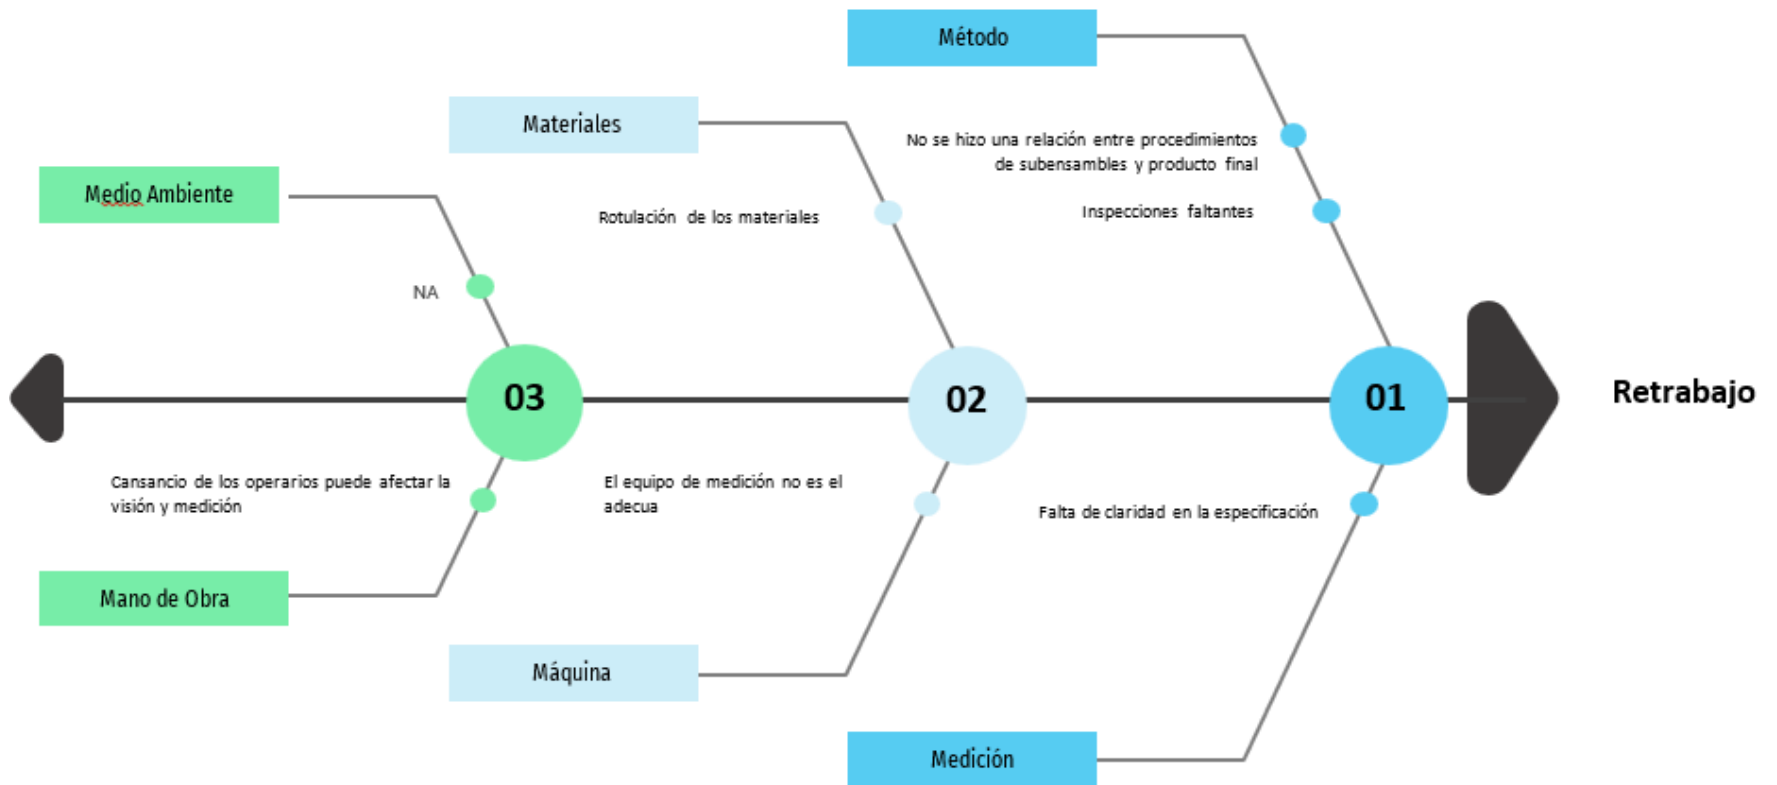 Método
Materiales
No se hizo una relación entre procedimientos
de subensambles y producto final
Medio Ambiente
Rotulación de los materiales
Inspecciones faltantes
NA
03
02
01
Retrabajo
Cansancio de los operarios puede afectar la
visión y medición
El equipo de medición no es el
adecua
Falta de claridad en la especificación
Mano de Obra
Máquina
Medición